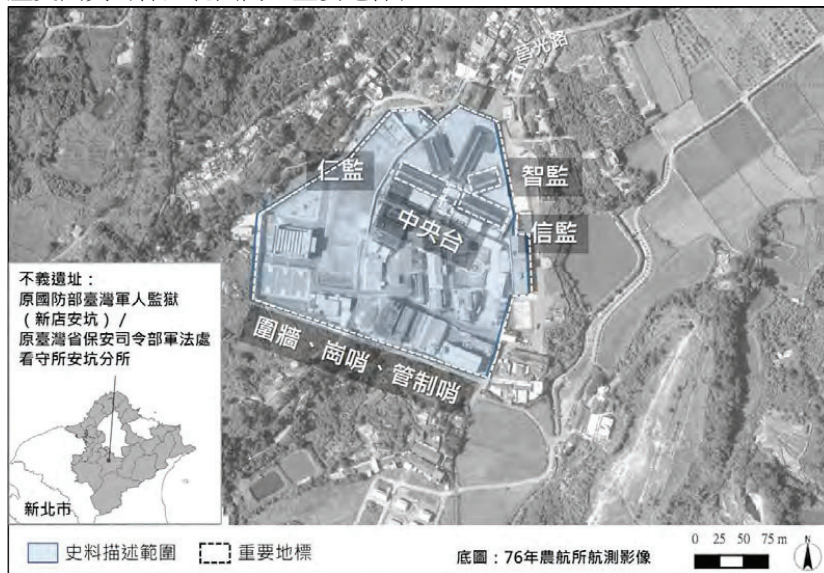 莒光路
仁監
智監
中央台
信監
圍牆、崗哨、管制哨
不義遺址：
原國防部臺灣軍人監獄
（新店安坑）/
原臺灣省保安司令部軍法處
看守所安坑分所
新北市
史料描述範圍
重要地標
底圖：76年農航所航測影像
0 25 50 75 m
N